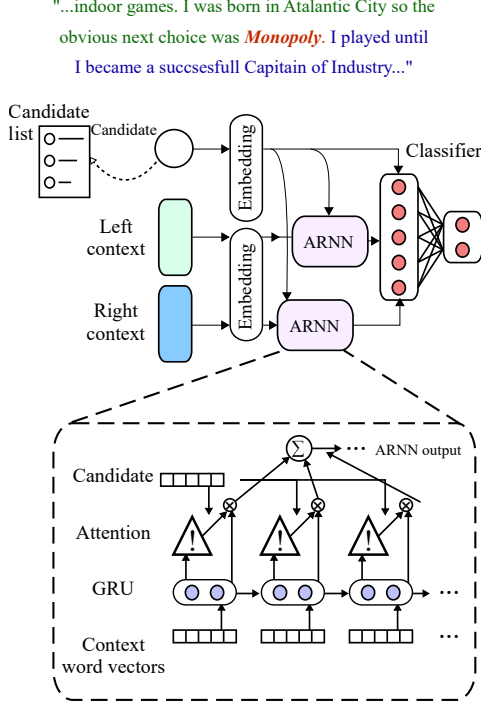 "...indoor games. I was born in Atalantic City so the
obvious next choice was Monopoly. I played until
I became a succsesfull Capitain of Industry..."
Candidate
list
Candidate
Embedding
Classifier
Left
context
ARNN
Embedding
Right
context
ARNN
Σ
... ARNN output
Candidate
Attention
! ! !
GRU
...
Context
word vectors
...